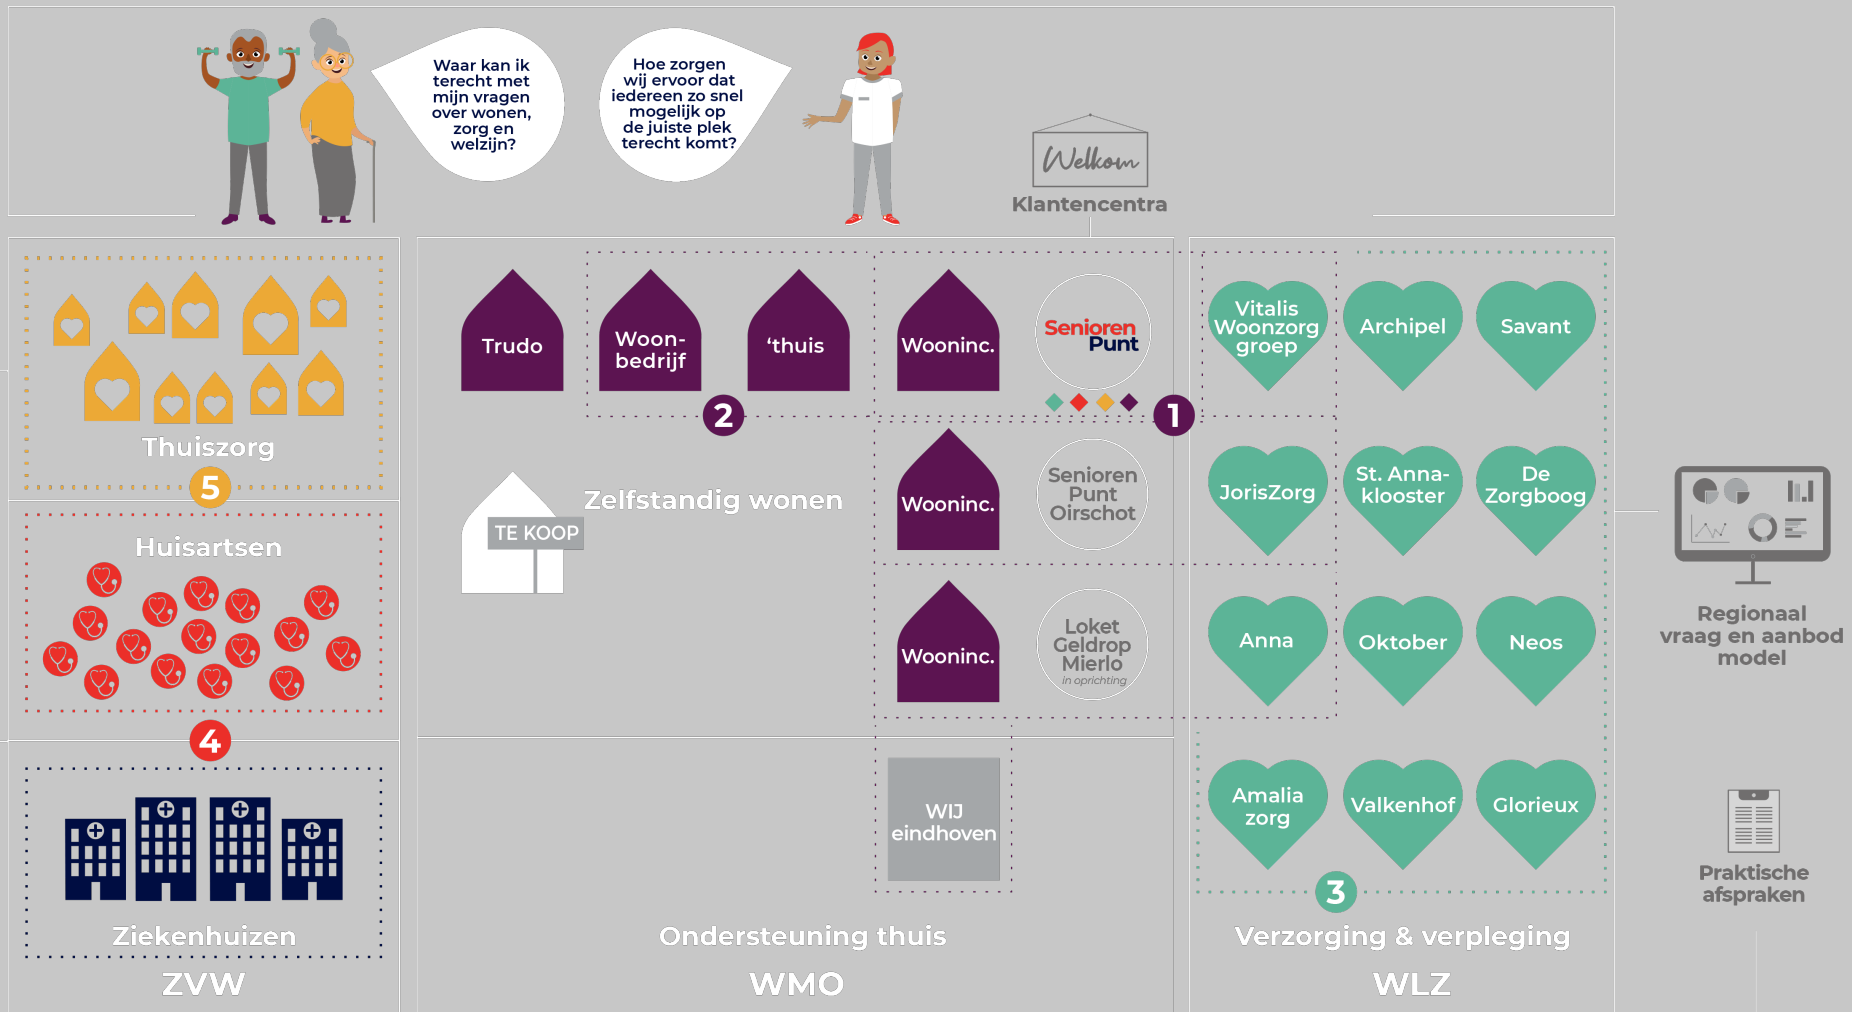 Waar kan ik
terecht met
mijn vragen
over wonen,
zorg en
welzijn?
Hoe zorgen
wij ervoor dat
iedereen zo snel
mogelijk op
de juiste plek
terecht komt?
Welkom
Klantencentra
Thuiszorg
5
Huisartsen
4
Ziekenhuizen
ZVW
Trudo
Woon-
bedrijf
‘thuis
Wooninc.
Senioren
Punt
2
1
TE KOOP
Zelfstandig wonen
Wooninc.
Senioren
Punt
Oirschot
Wooninc.
Loket
Geldrop
Mierlo
in oprichting
WIJ
eindhoven
Ondersteuning thuis
WMO
Vitalis
Woonzorg
groep
Archipel
Savant
JorisZorg
St. Anna-
klooster
De
Zorgboog
Anna
Oktober
Neos
Amalia
zorg
Valkenhof
Glorieux
3
Verzorging & verpleging
WLZ
Regionaal
vraag en aanbod
model
Praktische
afspraken